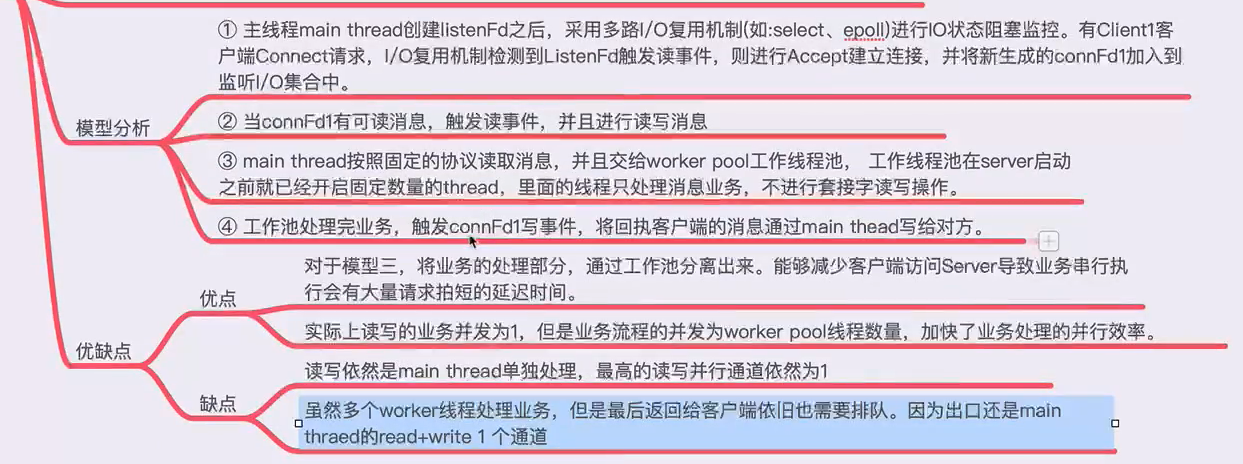 ① 主线程main thread创建listenFd之后，采用多路I/O复用机制(如:select、epoll)进行IO状态阻塞监控。有Client1客
户端Connect请求，I/O复用机制检测到ListenFd触发读事件，则进行Accept建立连接，并将新生成的connFd1加入到
监听I/O集合中。
模型分析
② 当connFd1有可读消息，触发读事件，并且进行读写消息
③ main thread按照固定的协议读取消息，并且交给worker pool工作线程池， 工作线程池在server启动
之前就已经开启固定数量的thread，里面的线程只处理消息业务，不进行套接字读写操作。
④ 工作池处理完业务，触发connFd1写事件，将回执客户端的消息通过main thead写给对方。
优缺点
优点
对于模型三，将业务的处理部分，通过工作池分离出来。能够减少客户端访问Server导致业务串行执
行会有大量请求拍短的延迟时间。
实际上读写的业务并发为1，但是业务流程的并发为worker pool线程数量，加快了业务处理的并行效率。
缺点
读写依然是main thread单独处理，最高的读写并行通道依然为1
虽然多个worker线程处理业务，但是最后返回给客户端依旧也需要排队。因为出口还是main
thraed的read+write 1 个通道